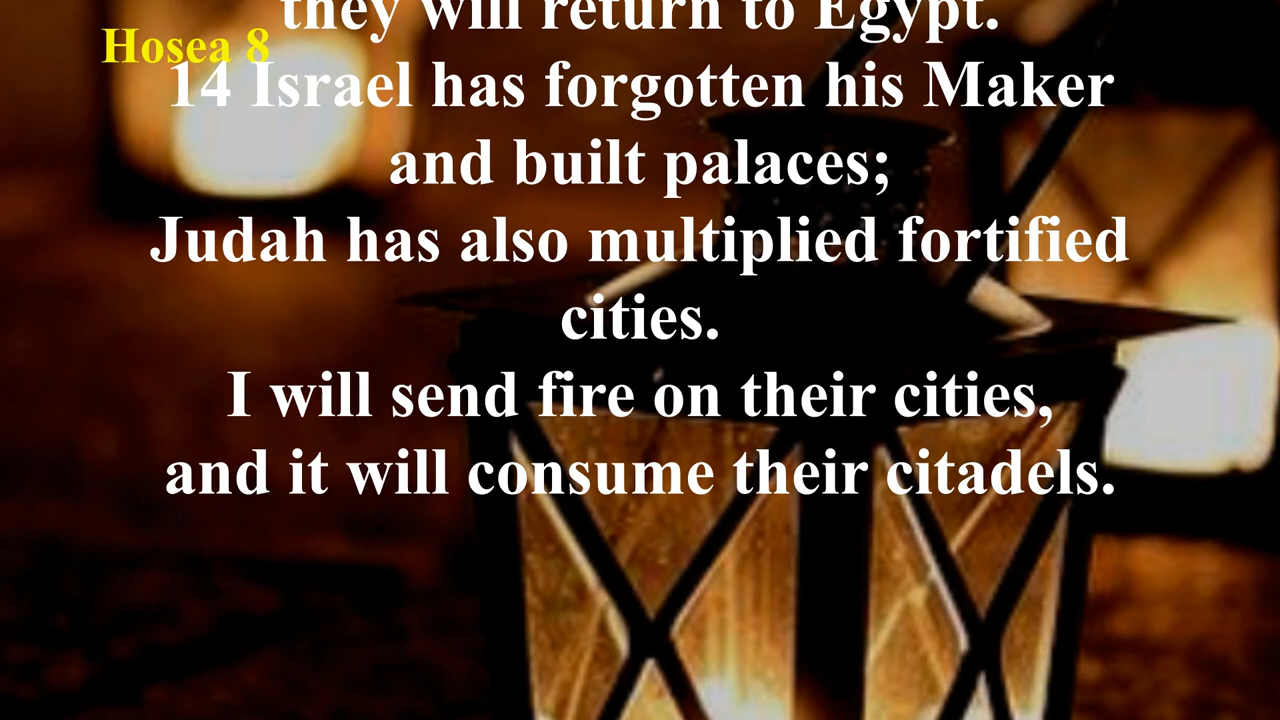 they will return to Egypt.
Hosea 8
14 Israel has forgotten his Maker
and built palaces;
Judah has also multiplied fortified
cities.
I will send fire on their cities,
and it will consume their citadels.